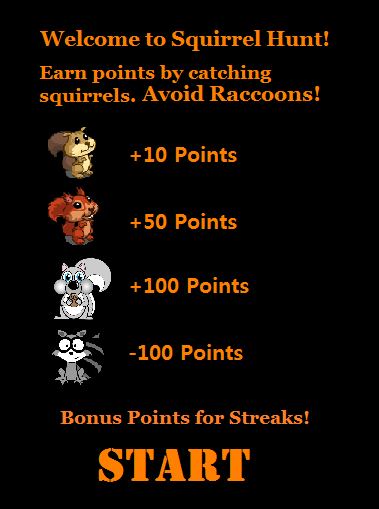 Welcome to Squirrel Hunt!
Earn points by catching
squirrels. Avoid Raccoons!
+10 Points
+50 Points
+100 Points
-100 Points
Bonus Points for Streaks!
START